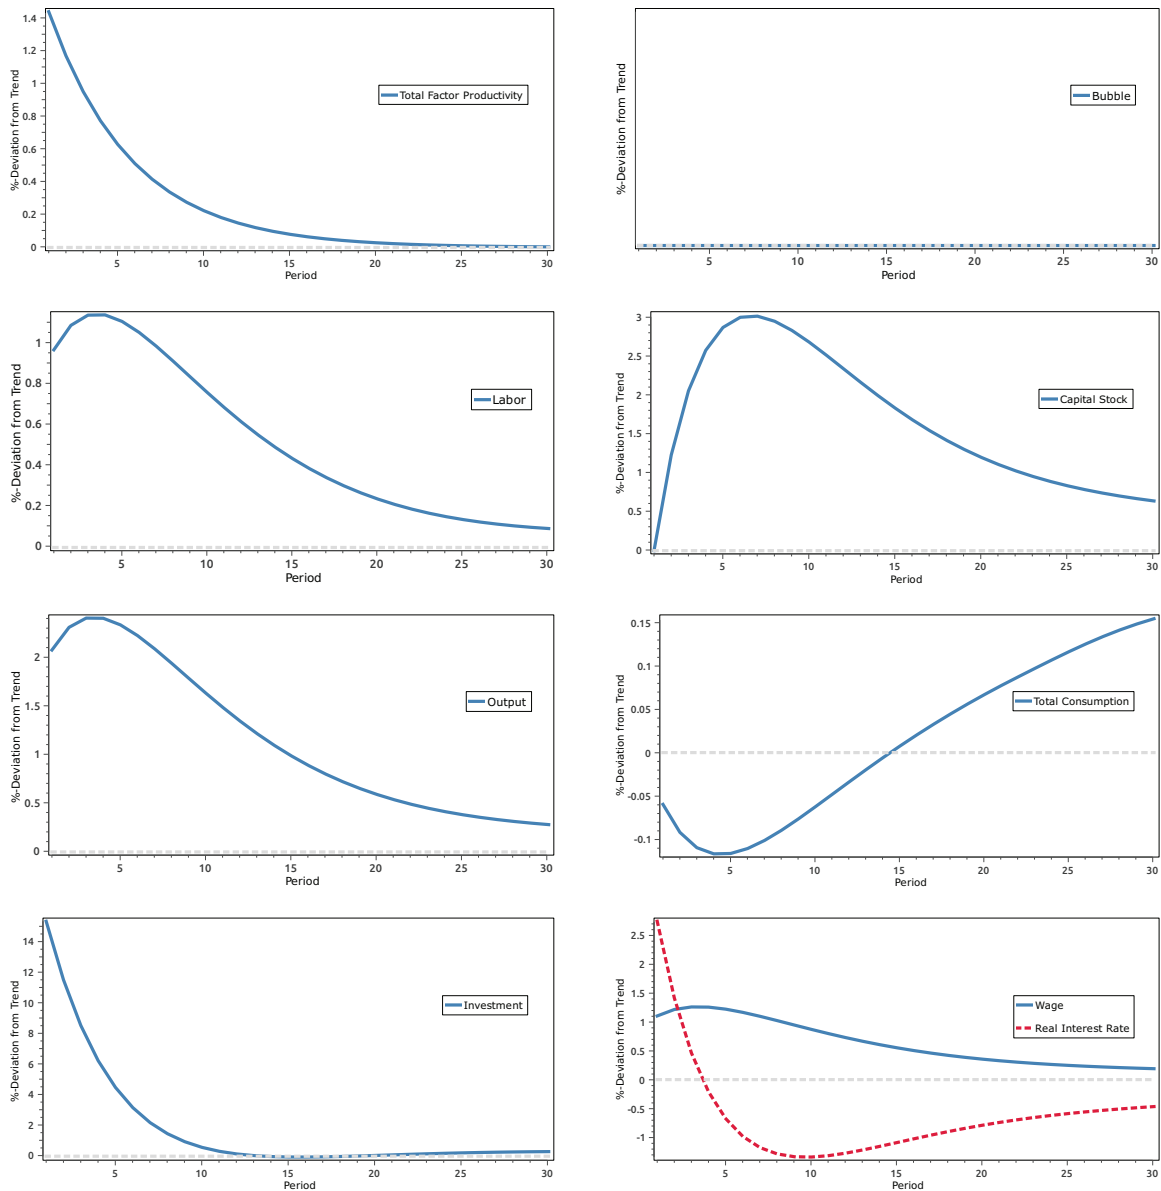 %-Deviation from Trend
1.4
1.2
1
0.8
0.6
0.4
0.2
0
Total Factor Productivity
5 10 15 20 25 30
Period
%-Deviation from Trend
Bubble
5 10 15 20 25 30
Period
%-Deviation from Trend
1
0.8
0.6
0.4
0.2
0
Labor
5 10 15 20 25 30
Period
%-Deviation from Trend
3
2.5
2
1.5
1
0.5
0
Capital Stock
5 10 15 20 25 30
Period
%-Deviation from Trend
2
1.5
1
0.5
0
Output
5 10 15 20 25 30
Period
%-Deviation from Trend
0.15
0.1
0.05
0
-0.05
-0.1
Total Consumption
5 10 15 20 25 30
Period
%-Deviation from Trend
14
12
10
8
6
4
2
0
Investment
5 10 15 20 25 30
Period
%-Deviation from Trend
2.5
2
1.5
1
0.5
0
-0.5
-1
Wage
Real Interest Rate
5 10 15 20 25 30
Period